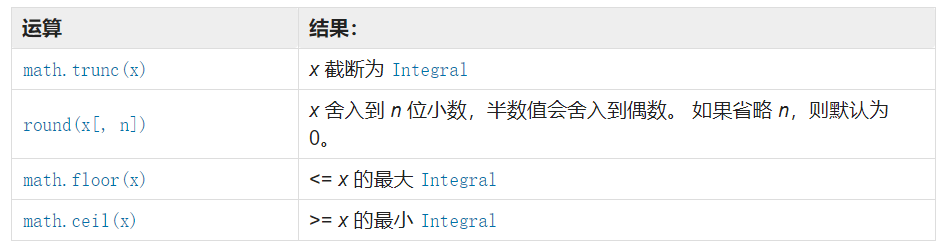 运算 结果：
math.trunc(x) x 截断为 Integral
round(x[, n]) x 舍入到 n 位小数，半数值会舍入到偶数。 如果省略 n，则默认为
0。
math.floor(x) <= x 的最大 Integral
math.ceil(x) >= x 的最小 Integral